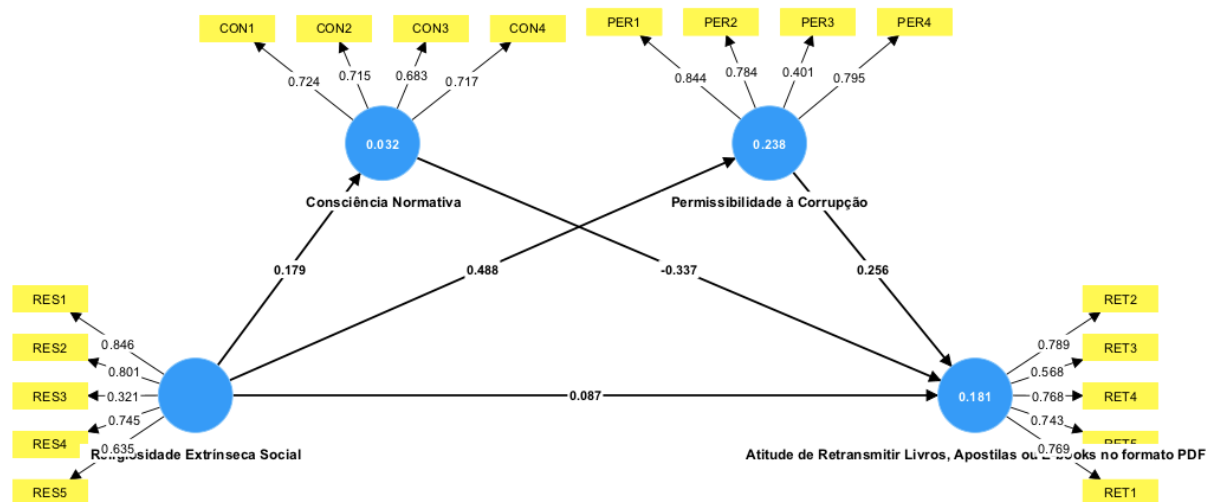 CON1
CON2
CON3
CON4
PER1
PER2
PER3
PER4
0.724
0.715
0.683
0.717
0.844
0.784
0.401
0.795
0.032
0.238
Consciência Normativa
Permissibilidade à Corrupção
0.179
0.488
-0.337
0.256
RES1
RES2
RES3
RES4
RES5
0.846
0.801
0.321
0.745
0.635
Religiosidade Extrínseca Social
0.087
0.181
RET2
RET3
RET4
RET5
RET1
0.789
0.568
0.768
0.743
0.769
Atitude de Retransmitir Livros, Apostilas ou E-books no formato PDF